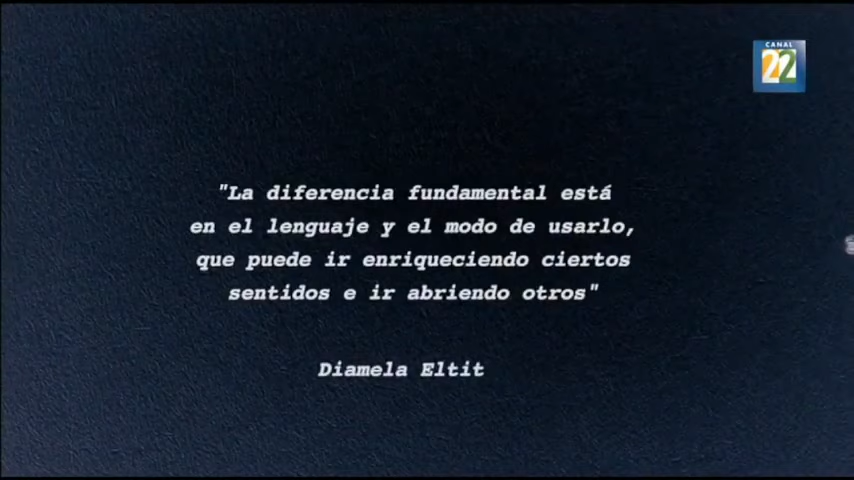 CANAL
22
"La diferencia fundamental está
en el lenguaje y el modo de usarlo,
que puede ir enriqueciendo ciertos
sentidos e ir abriendo otros"
Diamela Eltit